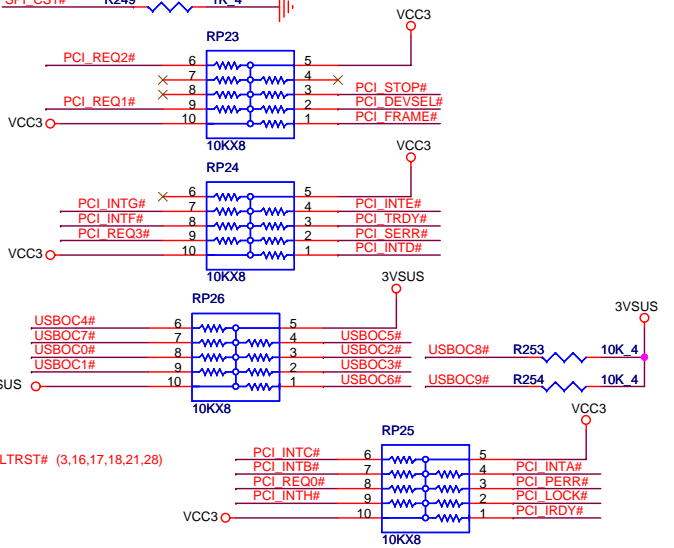 SPI_CS1# R249 1K_4
VCC3
RP23
PCI_REQ2# 6 5
7 4
8 3 PCI_STOP#
PCI_REQ1# 9 2 PCI_DEVSEL#
VCC3 10 1 PCI_FRAME#
10KX8
VCC3
RP24
6 5
PCI_INTG# 7 4 PCI_INTE#
PCI_INTF# 8 3 PCI_TRDY#
PCI_REQ3# 9 2 PCI_SERR#
VCC3 10 1 PCI_INTD#
10KX8
3VSUS
RP26
3VSUS
USBOC4# 6 5
USBOC7# 7 4 USBOC5#
USBOC0# 8 3 USBOC2# USBOC8# R253 10K_4
USBOC1# 9 2 USBOC3#
SUS 10 1 USBOC6# USBOC9# R254 10K_4
10KX8
VCC3
RP25
LTRST# (3,16,17,18,21,28)
PCI_INTC# 6 5
PCI_INTB# 7 4 PCI_INTA#
PCI_REQ0# 8 3 PCI_PERR#
PCI_INTH# 9 2 PCI_LOCK#
VCC3 10 1 PCI_IRDY#
10KX8